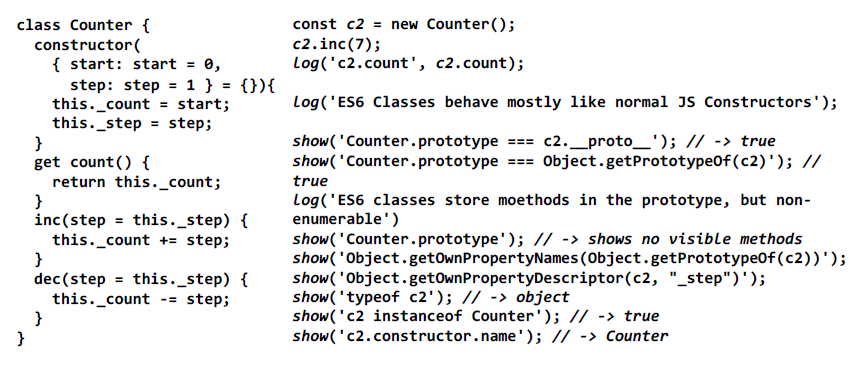 class Counter {
constructor(
{ start: start = 0,
step: step = 1 } = {}){
this._count = start;
this._step = step;
}
get count() {
return this._count;
}
inc(step = this._step) {
this._count += step;
}
dec(step = this._step) {
this._count -= step;
}
}
const c2 = new Counter();
c2.inc(7);
log('c2.count', c2.count);
log('ES6 Classes behave mostly like normal JS Constructors');
show('Counter.prototype === c2.__proto__'); // -> true
show('Counter.prototype === Object.getPrototypeOf(c2)'); //
true
log('ES6 classes store moethods in the prototype, but non-
enumerable')
show('Counter.prototype'); // -> shows no visible methods
show('Object.getOwnPropertyNames(Object.getPrototypeOf(c2))');
show('Object.getOwnPropertyDescriptor(c2, "_step")');
show('typeof c2'); // -> object
show('c2 instanceof Counter'); // -> true
show('c2.constructor.name'); // -> Counter